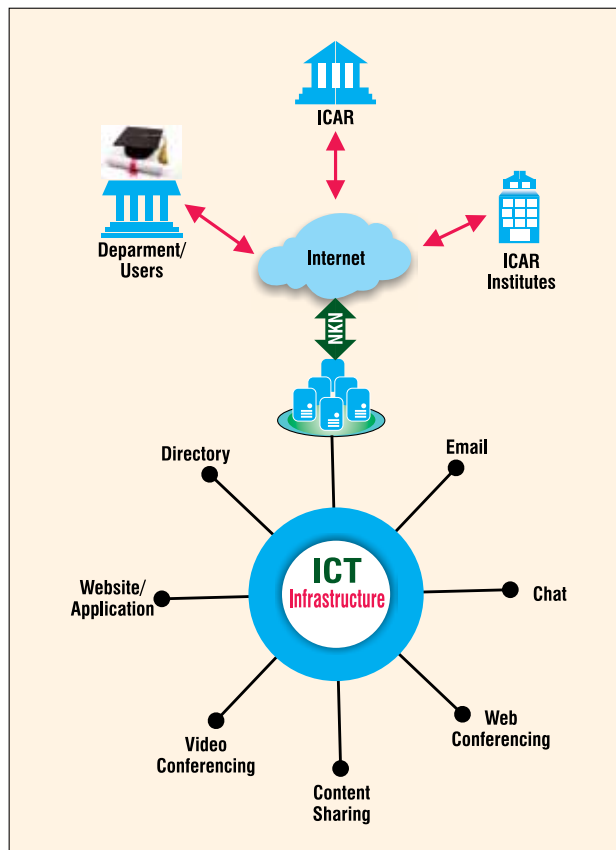 ICAR
Deparment/
Users
Internet
ICAR
Institutes
NKN
Directory
Email
ICT
Infrastructure
Website/
Application
Chat
Video
Conferencing
Web
Conferencing
Content
Sharing